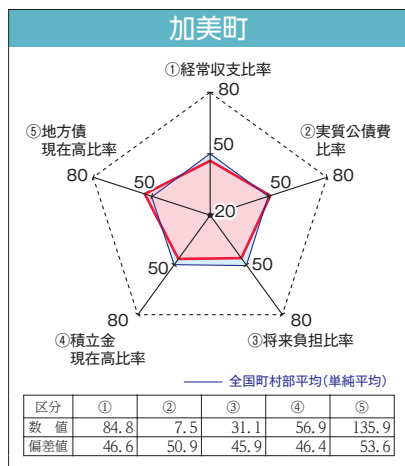 加美町
①経常収支比率
80
⑤地方債
現在高比率
②実質公債費
比率
50
80
80
50
50
20
50
50
80
80
④積立金
現在高比率
③将来負担比率
全国町村部平均(単純平均)
区分 ① ② ③ ④ ⑤
数 値 84.8 7.5 31.1 56.9 135.9
偏差値 46.6 50.9 45.9 46.4 53.6